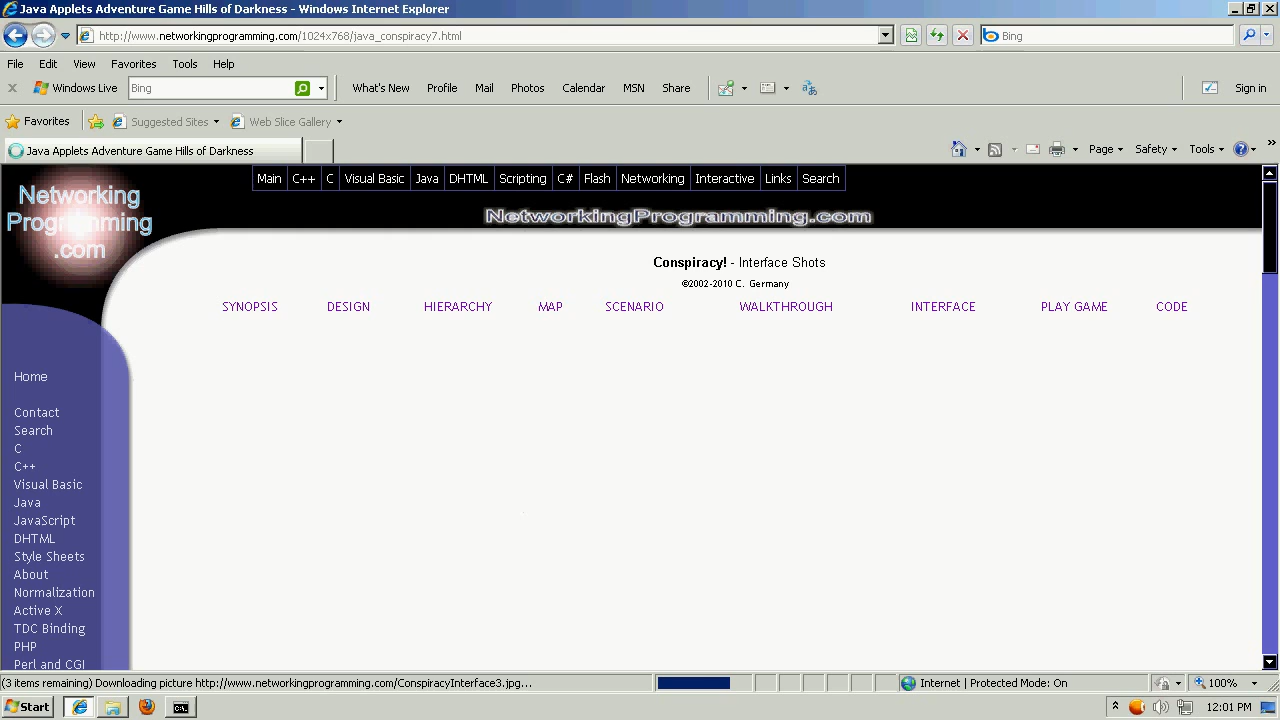 Java Applets Adventure Game Hills of Darkness - Windows Internet Explorer
http://www.networkingprogramming.com/1024x768/java_conspiracy7.html
Bing
File Edit View Favorites Tools Help
Windows Live Bing What's New Profile Mail Photos Calendar MSN Share Sign in
Favorites Suggested Sites Web Slice Gallery
Java Applets Adventure Game Hills of Darkness Page Safety Tools »
Main C++ C Visual Basic Java DHTML Scripting C# Flash Networking Interactive Links Search
Networking
Programming
.com
NetworkingProgramming.com
Conspiracy! - Interface Shots
©2002-2010 C. Germany
SYNOPSIS DESIGN HIERARCHY MAP SCENARIO WALKTHROUGH INTERFACE PLAY GAME CODE
Home
Contact
Search
C
C++
Visual Basic
Java
JavaScript
DHTML
Style Sheets
About
Normalization
Active X
TDC Binding
PHP
Perl and CGI
(3 items remaining) Downloading picture http://www.networkingprogramming.com/ConspiracyInterface3.jpg... Internet | Protected Mode: On 100%
Start C:\. 12:01 PM